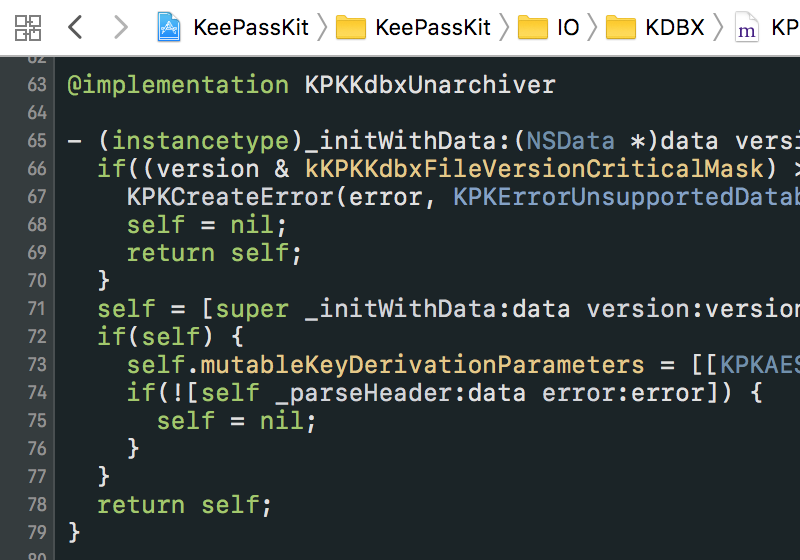 KeePassKit KeePassKit IO KDBX m KP
62
63 @implementation KPKKdbxUnarchiver
64
65 - (instancetype)_initWithData:(NSData *)data versi
66 if((version & kKPKKdbxFileVersionCriticalMask) >
67 KPKCreateError(error, KPKErrorUnsupportedDatab
68 self = nil;
69 return self;
70 }
71 self = [super _initWithData:data version:version
72 if(self) {
73 self.mutableKeyDerivationParameters = [[KPKAES
74 if(![self _parseHeader:data error:error]) {
75 self = nil;
76 }
77 }
78 return self;
79 }
80